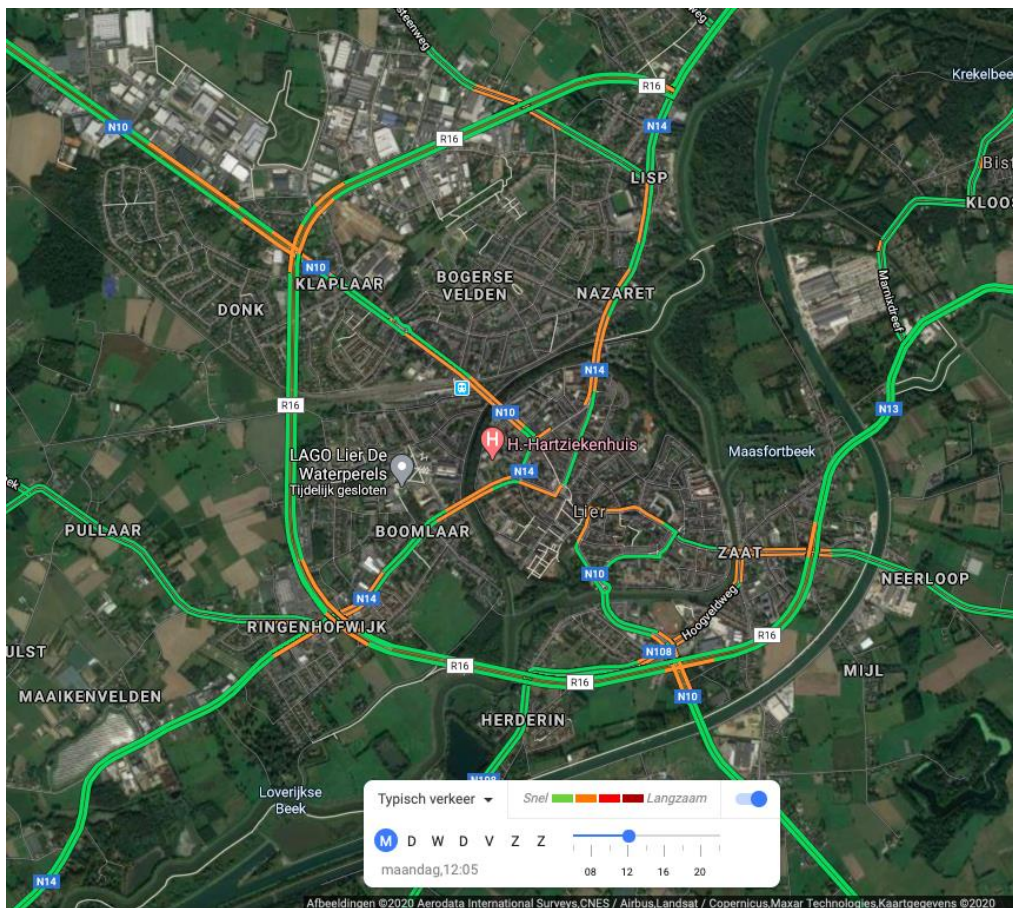 steenweg
R16
Krekelbe
N10
R16
N14
LISP
Bist
KLOOS
N10
KLAPLAAR
BOGERSE
VELDEN
NAZARET
DONK
Marnixdreef
N14
R16
N10
N13
H.-Hartziekenhuis
LAGO Lier De
Waterperels
Tijdelijk gesloten
N14
Maasfortbeek
Lier
PULLAAR
BOOMLAAR
ZAAT
N10
NEERLOOP
N14
Hoogveldweg
RINGENHOFWIJK
R16
ULST
N108
R16
R16
MIJL
MAAIKENVELDEN
N10
HERDERIN
N108
Loverijkse
Beek
Typisch verkeer
Snel
Langzaam
M D W D V Z Z
maandag,12:05
08 12 16 20
N14
Afbeeldingen ©2020 Aerodata International Surveys,CNES / Airbus,Landsat / Copernicus,Maxar Technologies,Kaartgegevens ©2020